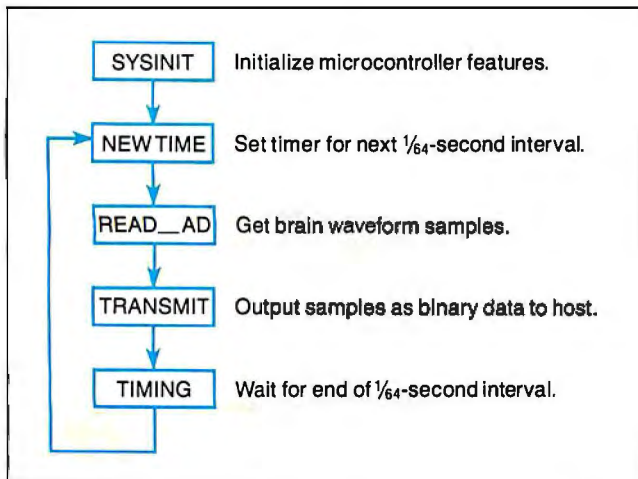 SYSINIT Initialize microcontroller features.
NEWTIME Set timer for next 1/64-second interval.
READ__AD Get brain waveform samples.
TRANSMIT Output samples as binary data to host.
TIMING Wait for end of 1/64-second interval.